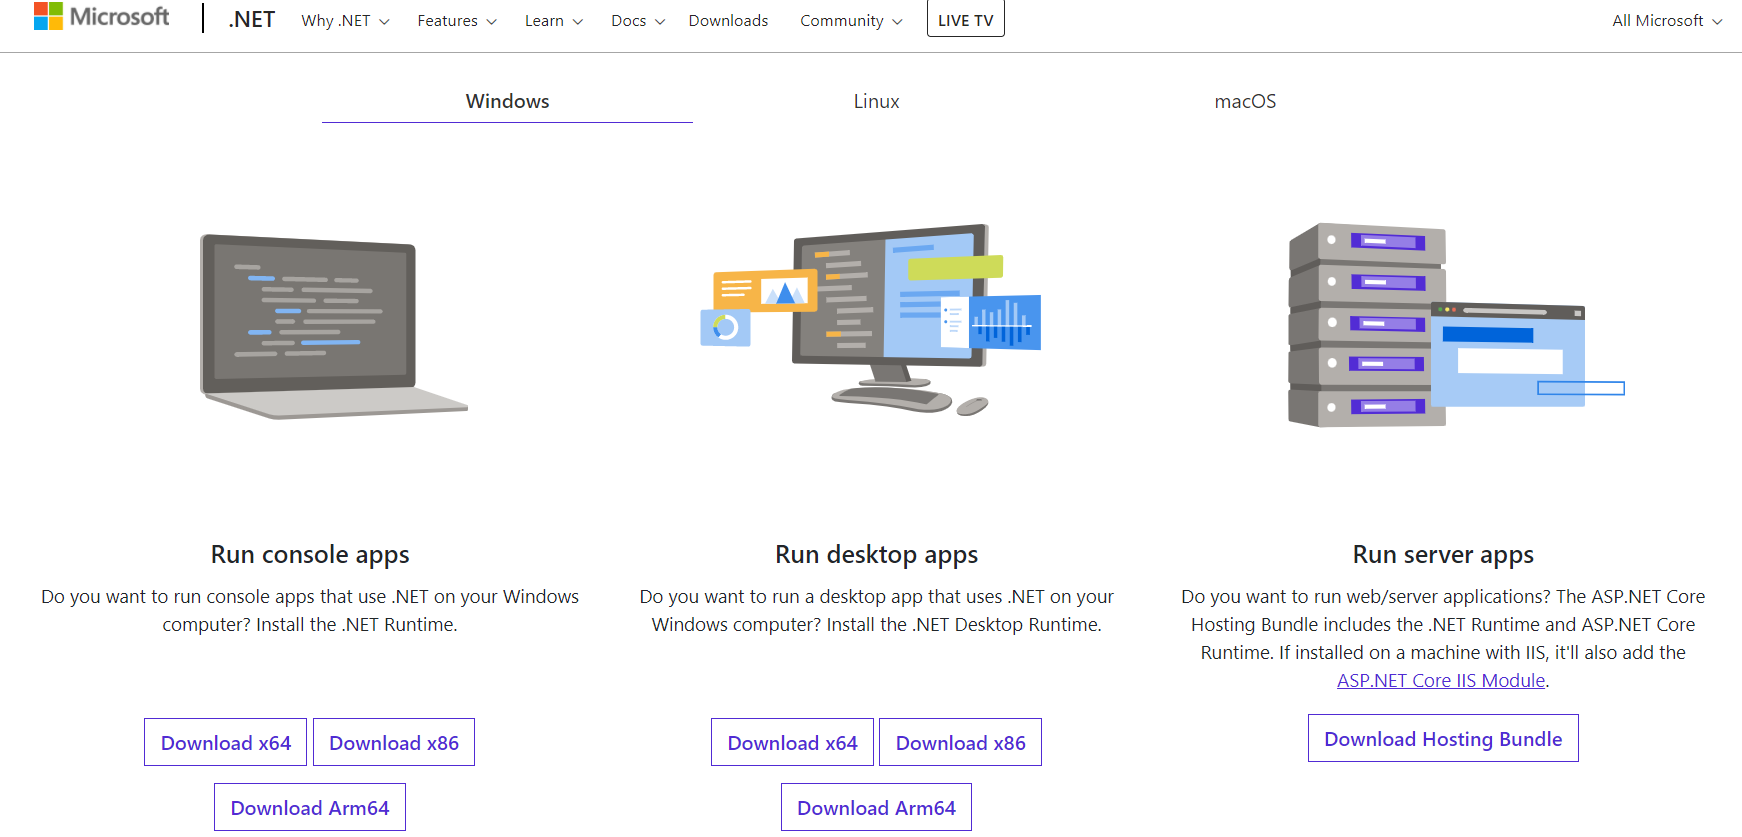 Microsoft .NET Why .NET Features Learn Docs Downloads Community LIVE TV All Microsoft
Windows Linux macOS
Run console apps
Do you want to run console apps that use .NET on your Windows
computer? Install the .NET Runtime.
Download x64 Download x86
Download Arm64
Run desktop apps
Do you want to run a desktop app that uses .NET on your
Windows computer? Install the .NET Desktop Runtime.
Download x64 Download x86
Download Arm64
Run server apps
Do you want to run web/server applications? The ASP.NET Core
Hosting Bundle includes the .NET Runtime and ASP.NET Core
Runtime. If installed on a machine with IIS, it'll also add the
ASP.NET Core IIS Module.
Download Hosting Bundle